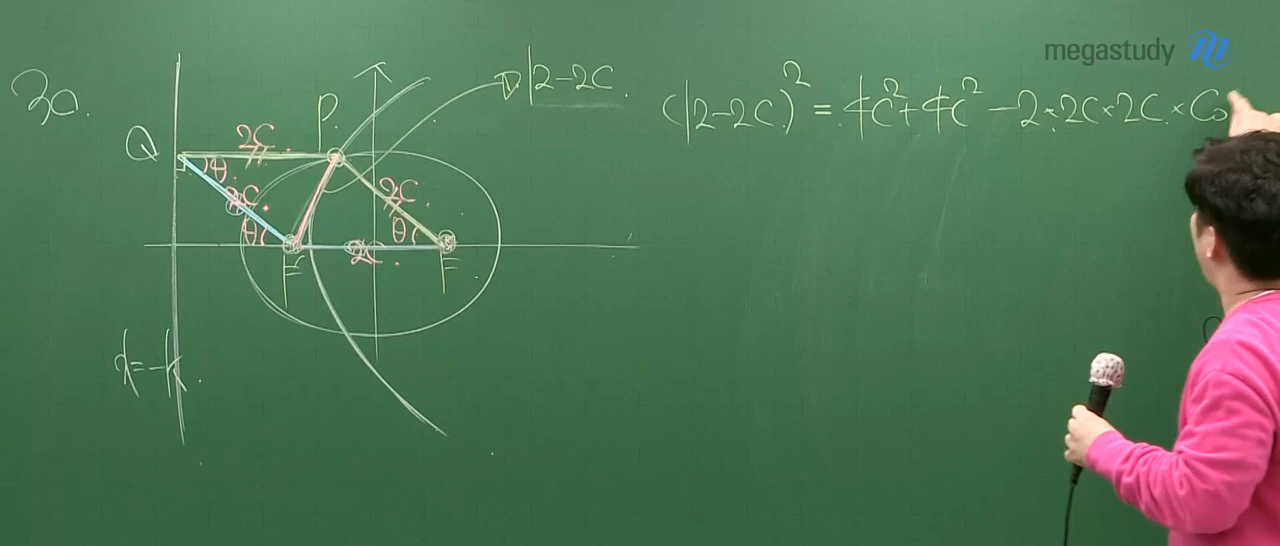 megastudy
30.
12-2C.
(12-2C)² = 4C²+4C²-2×2C×2C×Co
P.
Q
2C.
θ.
2C.
2C.
θ
θ
2C.
F'
F
x=-k.